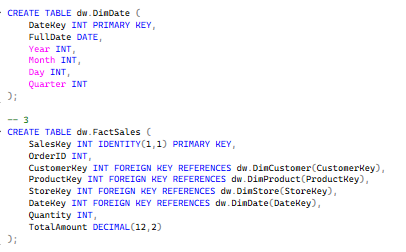 CREATE TABLE dw.DimDate (
    DateKey INT PRIMARY KEY,
    FullDate DATE,
    Year INT,
    Month INT,
    Day INT,
    Quarter INT
);
-- 3
CREATE TABLE dw.FactSales (
    SalesKey INT IDENTITY(1,1) PRIMARY KEY,
    OrderID INT,
    CustomerKey INT FOREIGN KEY REFERENCES dw.DimCustomer(CustomerKey),
    ProductKey INT FOREIGN KEY REFERENCES dw.DimProduct(ProductKey),
    StoreKey INT FOREIGN KEY REFERENCES dw.DimStore(StoreKey),
    DateKey INT FOREIGN KEY REFERENCES dw.DimDate(DateKey),
    Quantity INT,
    TotalAmount DECIMAL(12,2)
);